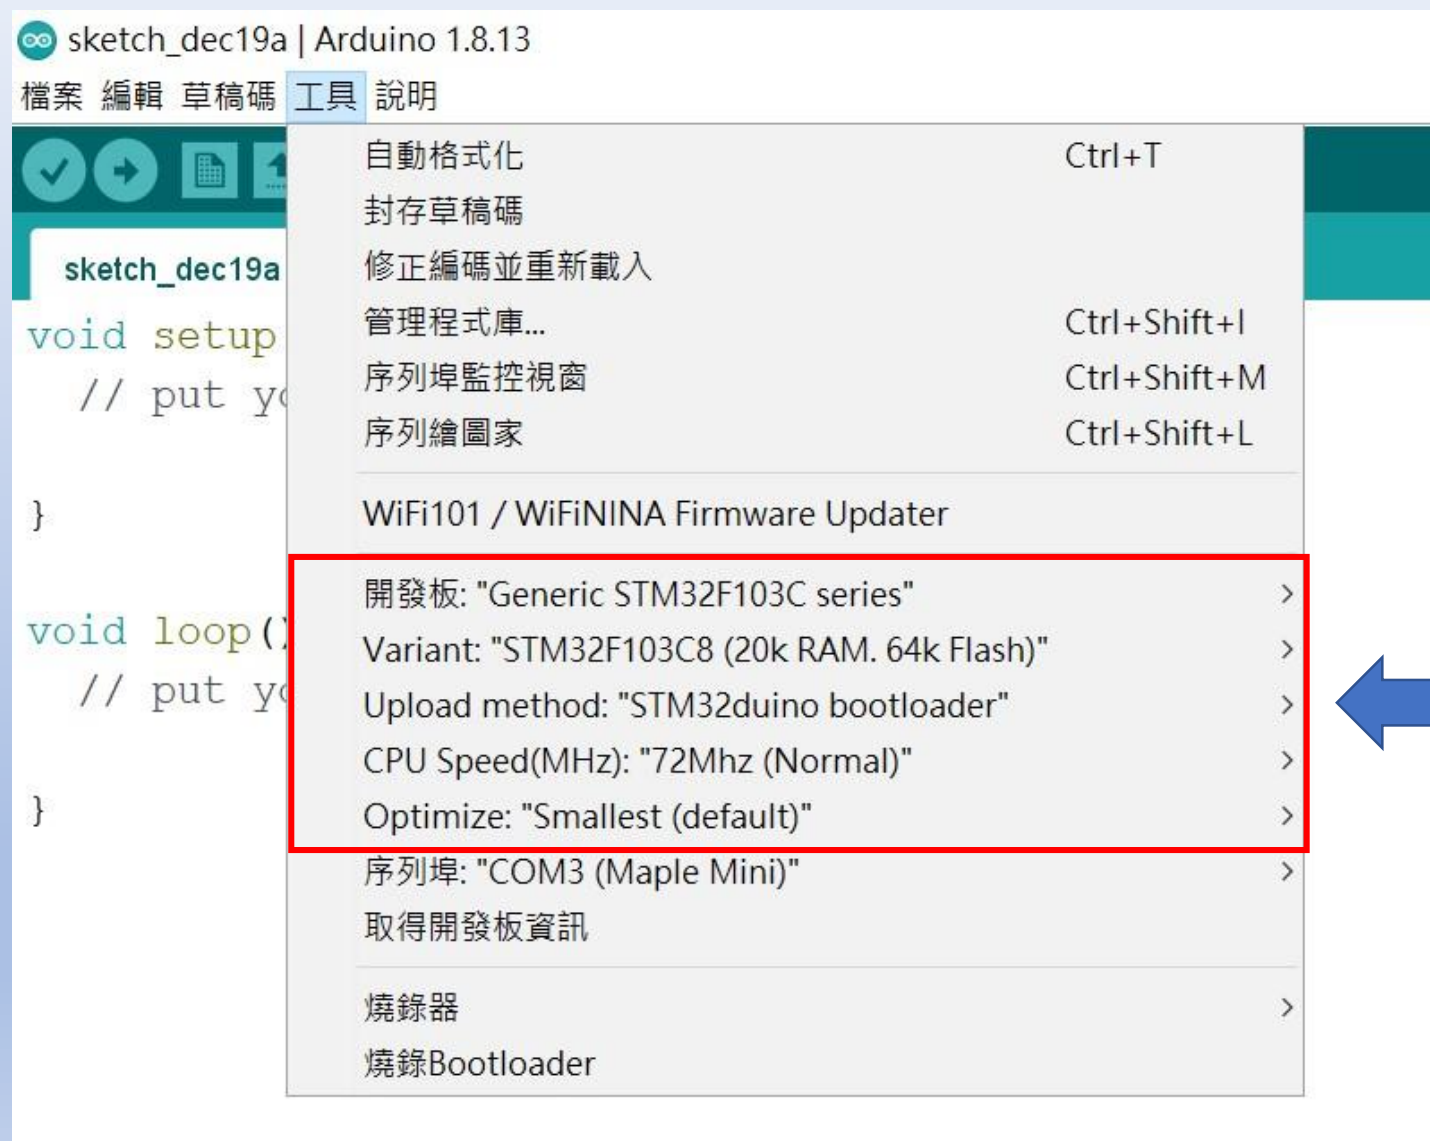 sketch_dec19a | Arduino 1.8.13
檔案 編輯 草稿碼 工具 說明
自動格式化 Ctrl+T
封存草稿碼
sketch_dec19a
修正編碼並重新載入
void setup
管理程式庫... Ctrl+Shift+I
// put yo
序列埠監控視窗 Ctrl+Shift+M
序列繪圖家 Ctrl+Shift+L
}
WiFi101 / WiFiNINA Firmware Updater
開發板: "Generic STM32F103C series" >
void loop()
Variant: "STM32F103C8 (20k RAM. 64k Flash)" >
// put yo
Upload method: "STM32duino bootloader" >
CPU Speed(MHz): "72Mhz (Normal)" >
}
Optimize: "Smallest (default)" >
序列埠: "COM3 (Maple Mini)" >
取得開發板資訊
燒錄器 >
燒錄Bootloader